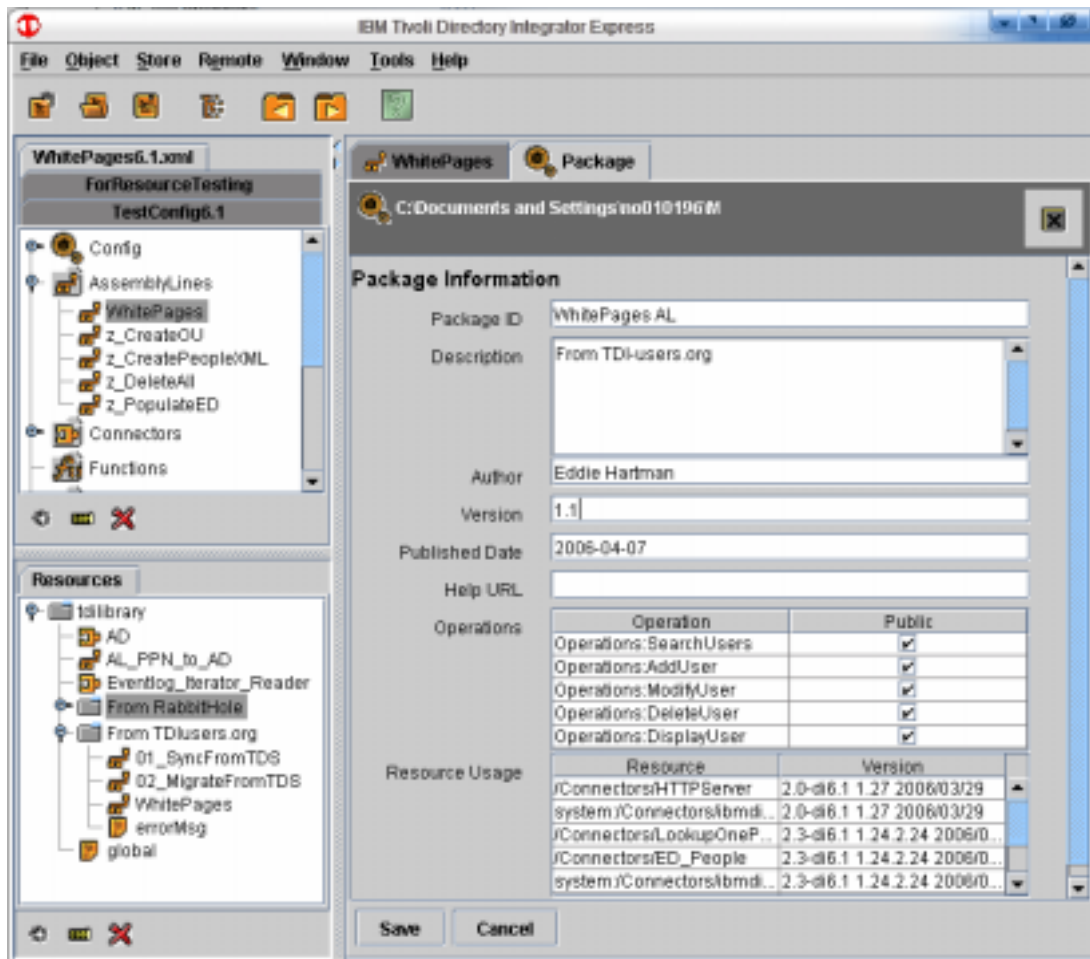 IBM Tivoli Directory Integrator Express
File Object Store Remote Window Tools Help
WhitePages6.1.xml
ForResourceTesting
TestConfig6.1
Config
AssemblyLines
WhitePages
z_CreateOU
z_CreatePeopleXML
z_DeleteAll
z_PopulateED
Connectors
Functions
Resources
tdilibrary
AD
AL_PPN_to_AD
Eventlog_Iterator_Reader
From RabbitHole
From TDIusers.org
01_SyncFromTDS
02_MigrateFromTDS
WhitePages
errorMsg
global
WhitePages Package
C:\Documents and Settings\no010196\M
Package Information
Package ID WhitePages AL
Description From TDI-users.org
Author Eddie Hartman
Version 1.1
Published Date 2006-04-07
Help URL
Operations
Operation Public
Operations:SearchUsers
Operations:AddUser
Operations:ModifyUser
Operations:DeleteUser
Operations:DisplayUser
Resource Usage
Resource Version
/Connectors/HTTPServer 2.0-di6.1 1.27 2006/03/29
system:/Connectors/ibmdi... 2.0-di6.1 1.27 2006/03/29
/Connectors/LookupOneP... 2.3-di6.1 1.24.2.24 2006/0...
/Connectors/ED_People 2.3-di6.1 1.24.2.24 2006/0...
system:/Connectors/ibmdi... 2.3-di6.1 1.24.2.24 2006/0...
Save Cancel